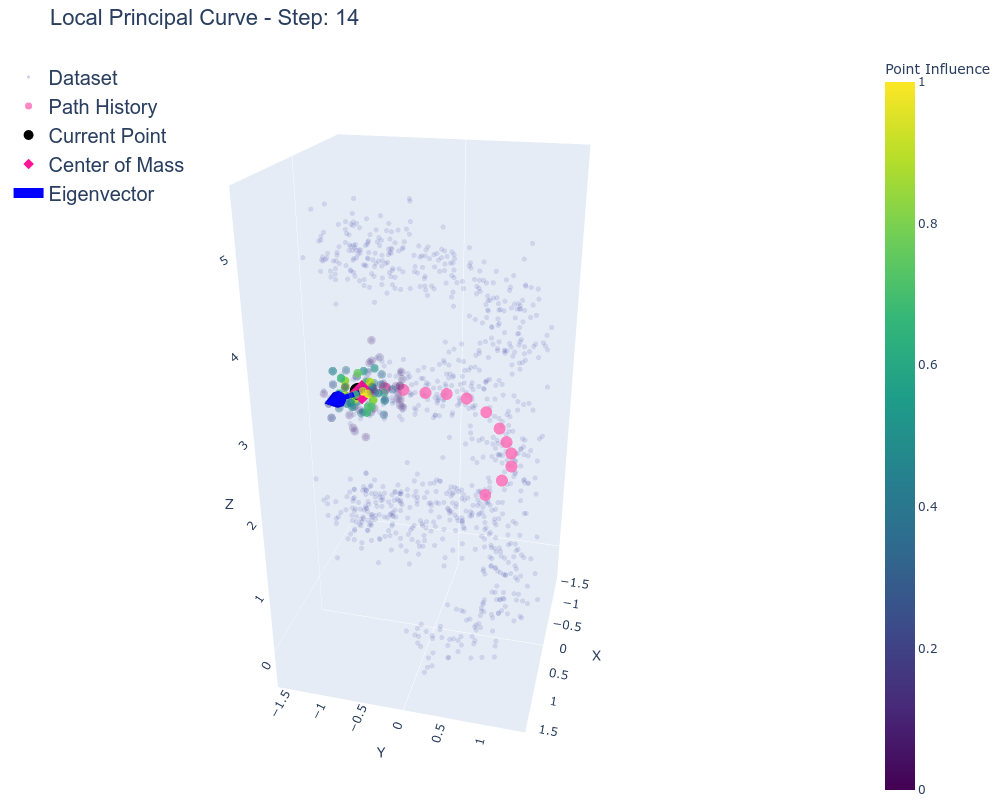 Local Principal Curve - Step: 14
Dataset
Path History
Current Point
Center of Mass
Eigenvector
Point Influence
1
0.8
0.6
0.4
0.2
0
5
4
3
Z
2
1
0
−1.5
−1
−0.5
0
0.5
1
Y
−1.5
−1
−0.5
0
0.5
1
1.5
X